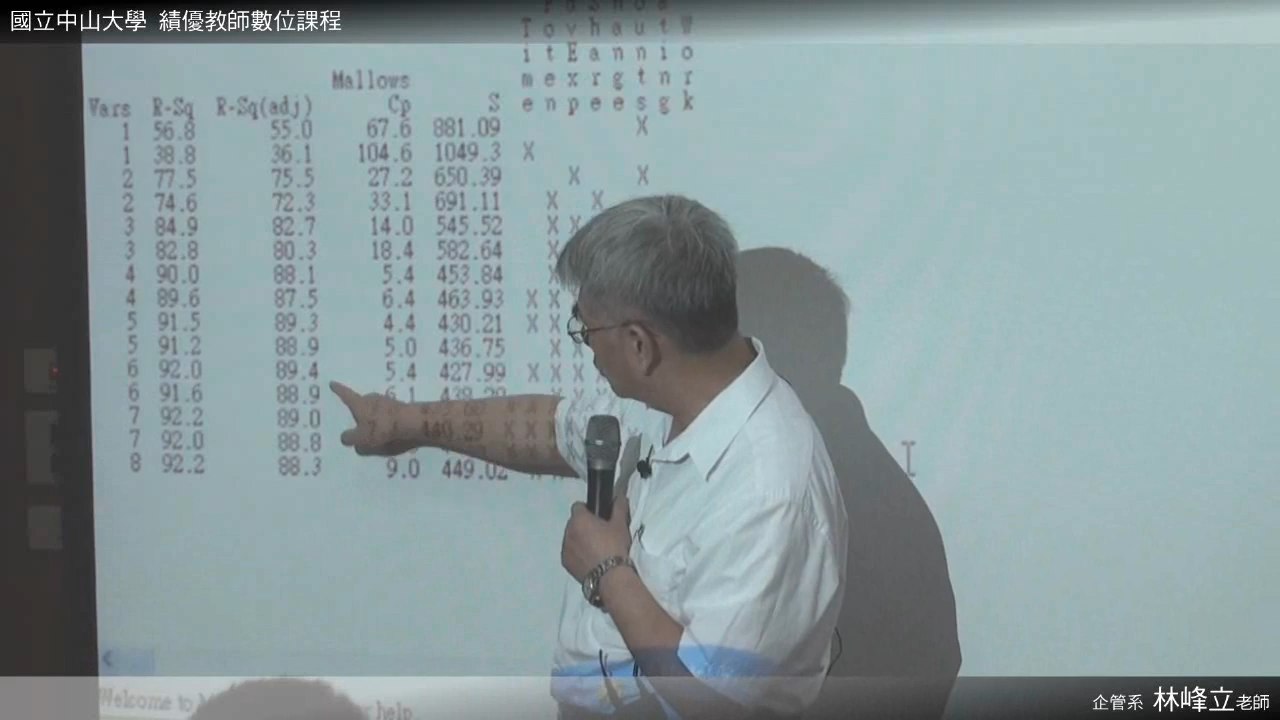 國立中山大學 績優教師數位課程
Mallows
Vars R-Sq R-Sq(adj) Cp S
1 56.8 55.0 67.6 881.09 X
1 38.8 36.1 104.6 1049.3 X
2 77.5 75.5 27.2 650.39 X X
2 74.6 72.3 33.1 691.11 X X
3 84.9 82.7 14.0 545.52 X X
3 82.8 80.3 18.4 582.64 X
4 90.0 88.1 5.4 453.84
4 89.6 87.5 6.4 463.93 X X
5 91.5 89.3 4.4 430.21 X X
5 91.2 88.9 5.0 436.75 X X
6 92.0 89.4 5.4 427.99 X X X X
6 91.6 88.9 6.1
7 92.2 89.0
7 92.0 88.8
8 92.2 88.3 9.0 449.02
Welcome to help
企管系 林峰立老師